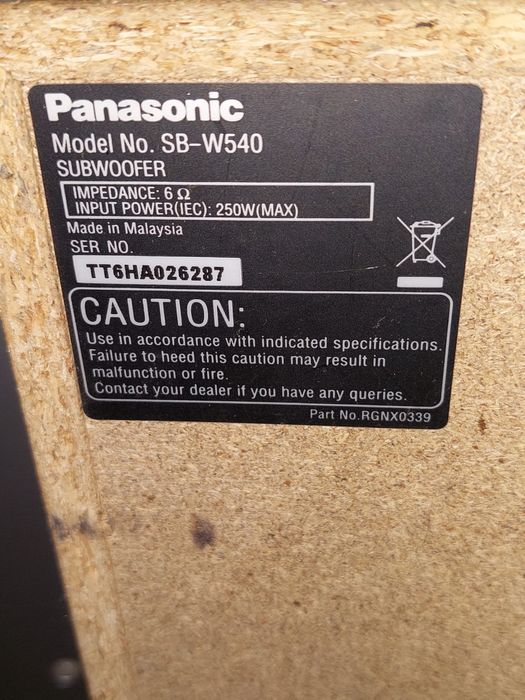 Panasonic
Model No. SB-W540
SUBWOOFER
IMPEDANCE: 6 Ω
INPUT POWER(IEC): 250W(MAX)
Made in Malaysia
SER NO.
TT6HA026287
CAUTION:
Use in accordance with indicated specifications.
Failure to heed this caution may result in
malfunction or fire.
Contact your dealer if you have any queries.
Part No.RGNX0339